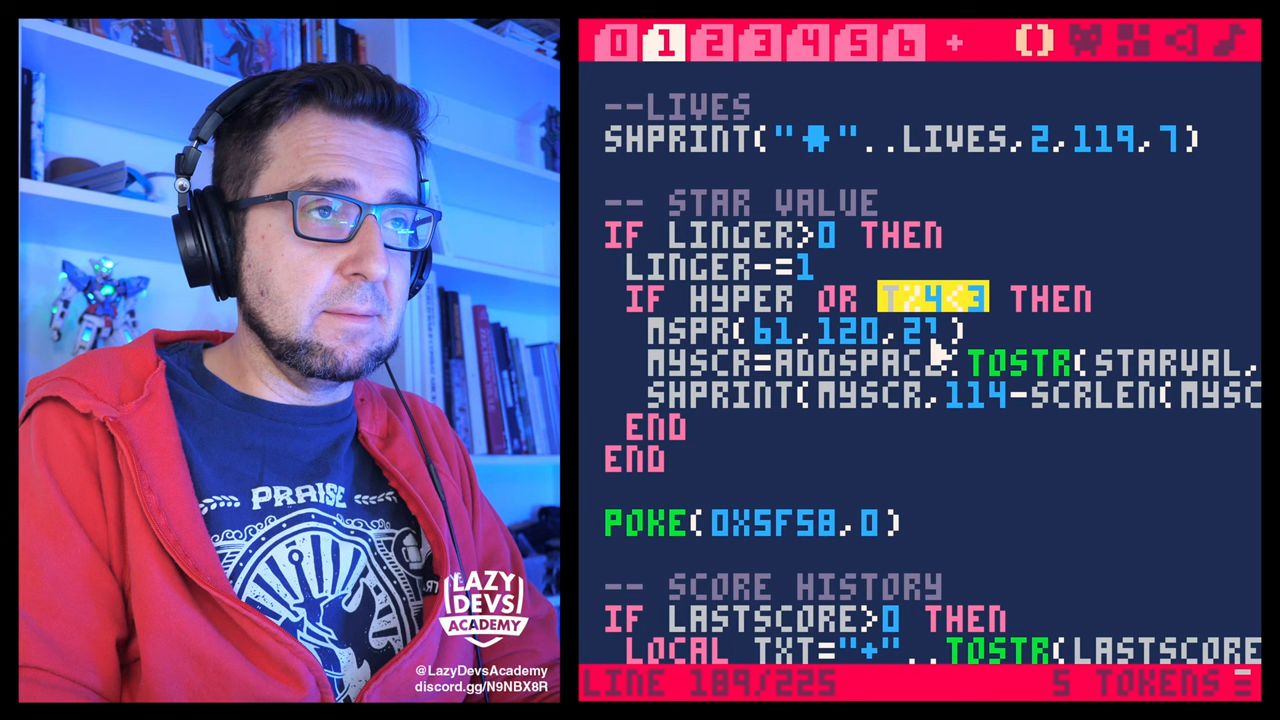 PRAISE
LAZY
DEVS
ACADEMY
@LazyDevsAcademy
discord.gg/N9NBX8R
0 1 2 3 4 5 6 +
--LIVES
SHPRINT("🐱"..LIVES,2,119,7)
-- STAR VALUE
IF LINGER>0 THEN
LINGER-=1
IF HYPER OR T%4<3 THEN
MSPR(61,120,21)
MYSCR=ADDSPAC TOSTR(STARVAL,
SHPRINT(MYSCR,114-SCRLEN(MYSC
END
END
POKE(0X5F58,0)
-- SCORE HISTORY
IF LASTSCORE>0 THEN
LOCAL TXT="+"..TOSTR(LASTSCORE
LINE 189/225
5 TOKENS